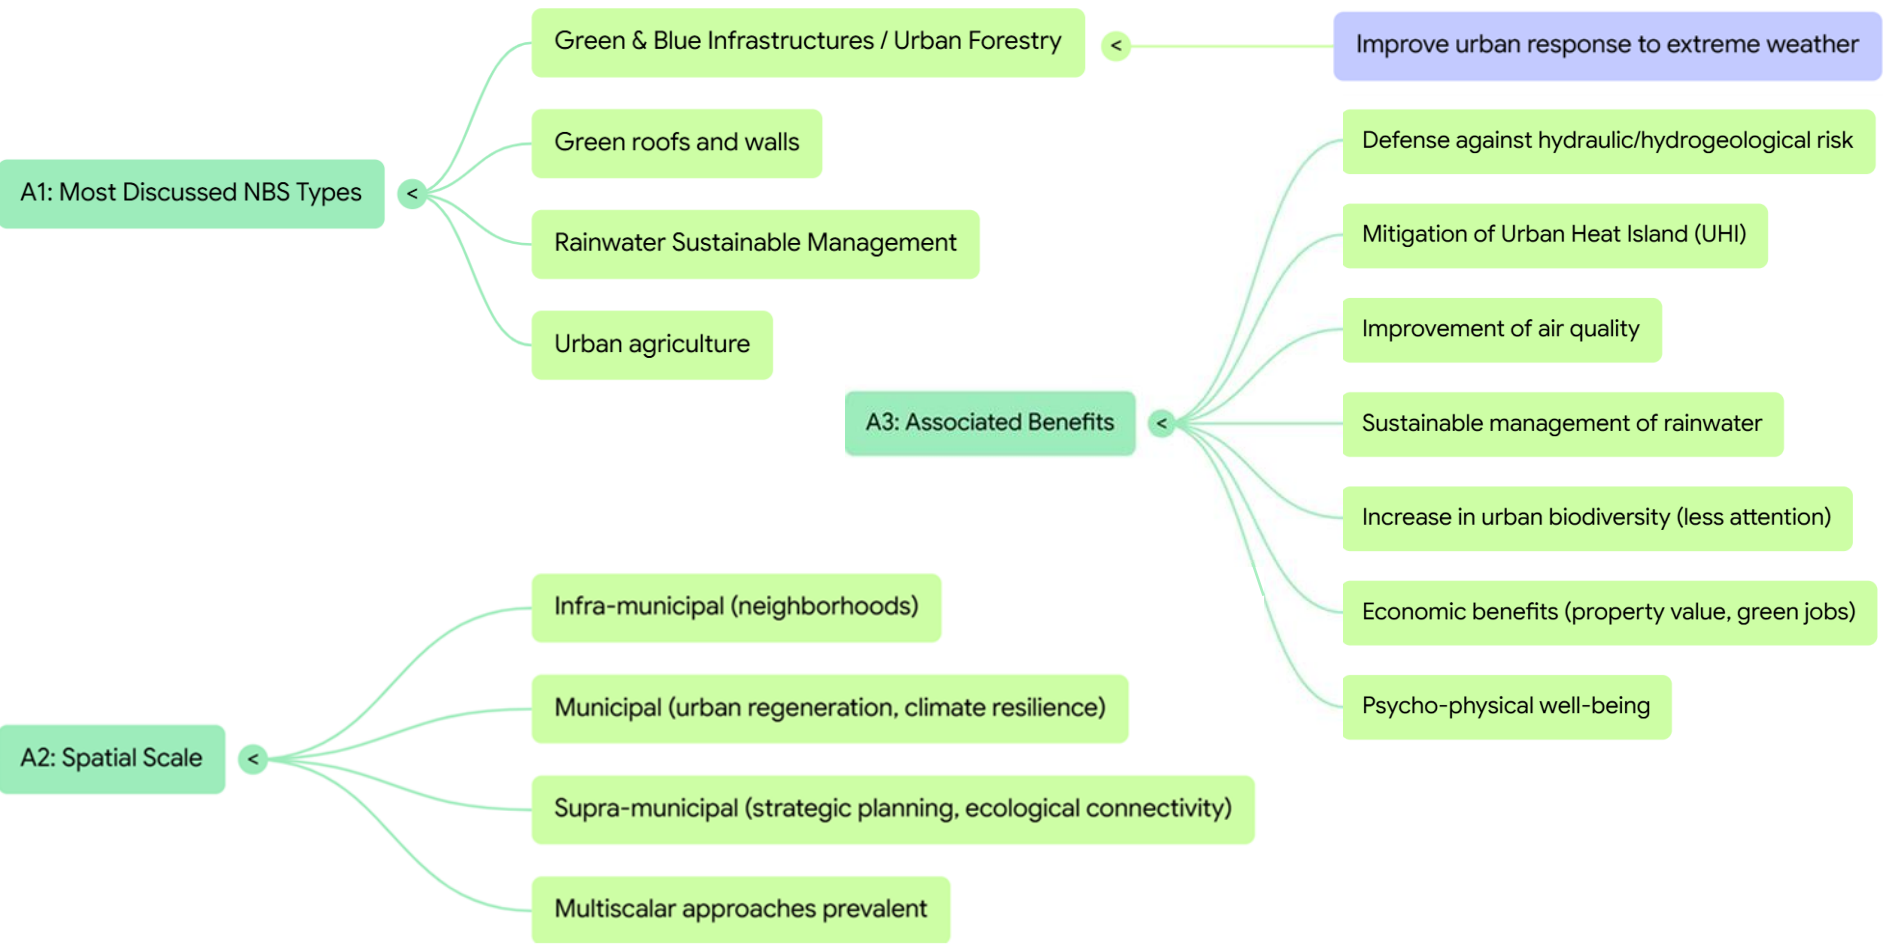 A1: Most Discussed NBS Types
<
Green & Blue Infrastructures / Urban Forestry
<
Improve urban response to extreme weather
Green roofs and walls
Rainwater Sustainable Management
Urban agriculture
A3: Associated Benefits
<
Defense against hydraulic/hydrogeological risk
Mitigation of Urban Heat Island (UHI)
Improvement of air quality
Sustainable management of rainwater
Increase in urban biodiversity (less attention)
Economic benefits (property value, green jobs)
Psycho-physical well-being
A2: Spatial Scale
<
Infra-municipal (neighborhoods)
Municipal (urban regeneration, climate resilience)
Supra-municipal (strategic planning, ecological connectivity)
Multiscalar approaches prevalent